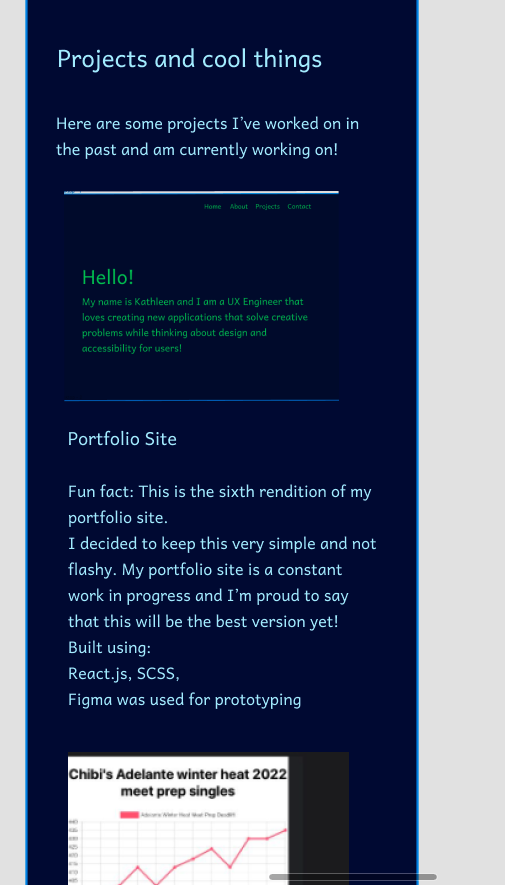 Projects and cool things
Here are some projects I've worked on in
the past and am currently working on!
Home About Projects Contact
Hello!
My name is Kathleen and I am a UX Engineer that
loves creating new applications that solve creative
problems while thinking about design and
accessibility for users!
Portfolio Site
Fun fact: This is the sixth rendition of my
portfolio site.
I decided to keep this very simple and not
flashy. My portfolio site is a constant
work in progress and I'm proud to say
that this will be the best version yet!
Built using:
React.js, SCSS,
Figma was used for prototyping
Chibi's Adelante winter heat 2022
meet prep singles
Winter Heat Meet Prep Deadlift